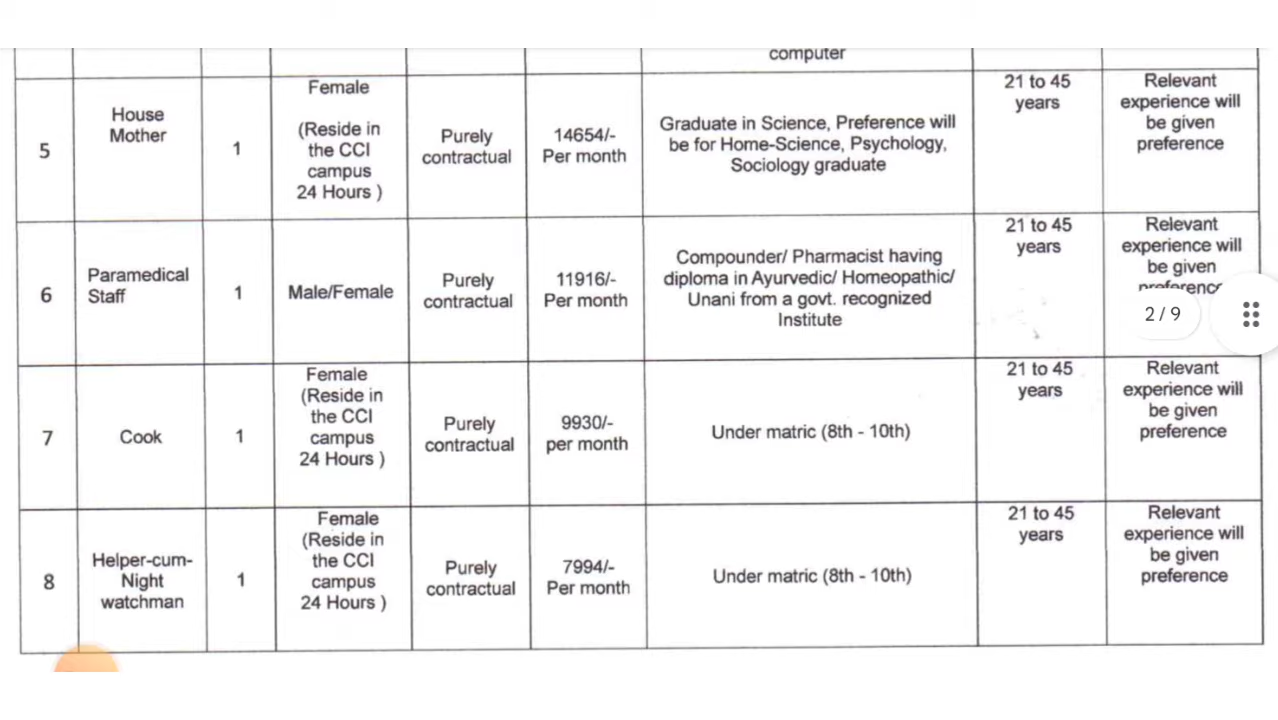 computer
5
House
Mother
1
Female
(Reside in
the CCI
campus
24 Hours )
Purely
contractual
14654/-
Per month
Graduate in Science, Preference will
be for Home-Science, Psychology,
Sociology graduate
21 to 45
years
Relevant
experience will
be given
preference
6
Paramedical
Staff
1
Male/Female
Purely
contractual
11916/-
Per month
Compounder/ Pharmacist having
diploma in Ayurvedic/ Homeopathic/
Unani from a govt. recognized
Institute
21 to 45
years
Relevant
experience will
be given
2 / 9
7
Cook
1
Female
(Reside in
the CCI
campus
24 Hours )
Purely
contractual
9930/-
per month
Under matric (8th - 10th)
21 to 45
years
Relevant
experience will
be given
preference
8
Helper-cum-
Night
watchman
1
Female
(Reside in
the CCI
campus
24 Hours )
Purely
contractual
7994/-
Per month
Under matric (8th - 10th)
21 to 45
years
Relevant
experience will
be given
preference